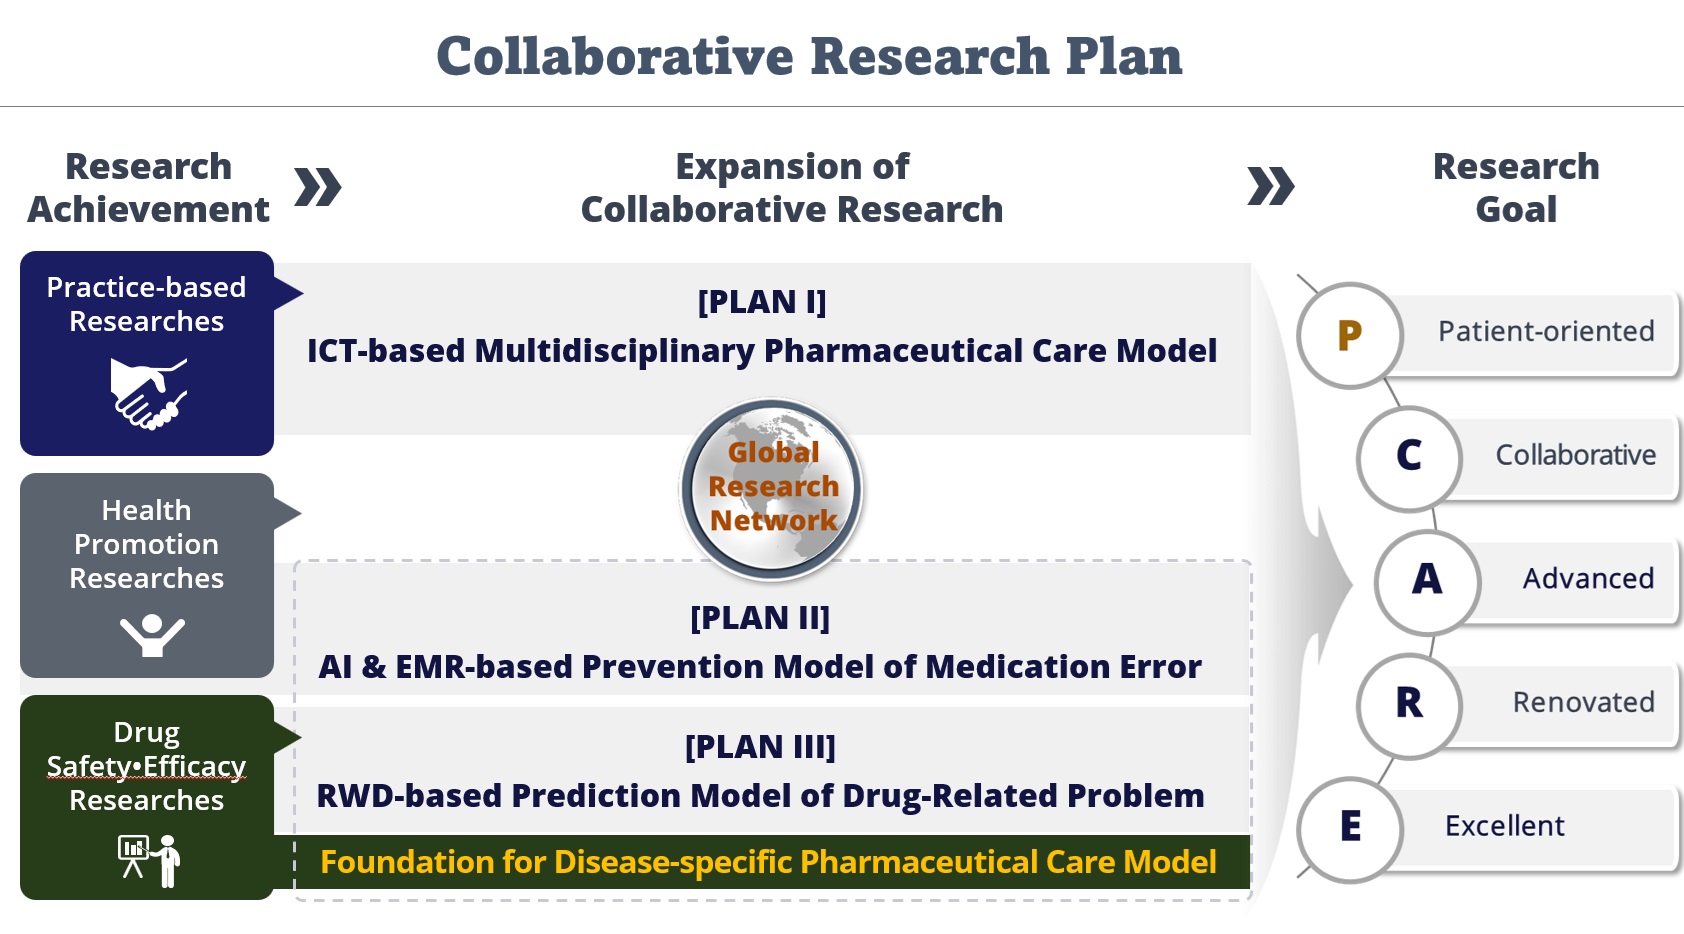 Collaborative Research Plan
Research
Achievement
Expansion of
Collaborative Research
Research
Goal
Practice-based
Researches
Health
Promotion
Researches
Drug
Safety•Efficacy
Researches
[PLAN I]
ICT-based Multidisciplinary Pharmaceutical Care Model
Global
Research
Network
[PLAN II]
AI & EMR-based Prevention Model of Medication Error
[PLAN III]
RWD-based Prediction Model of Drug-Related Problem
Foundation for Disease-specific Pharmaceutical Care Model
P Patient-oriented
C Collaborative
A Advanced
R Renovated
E Excellent